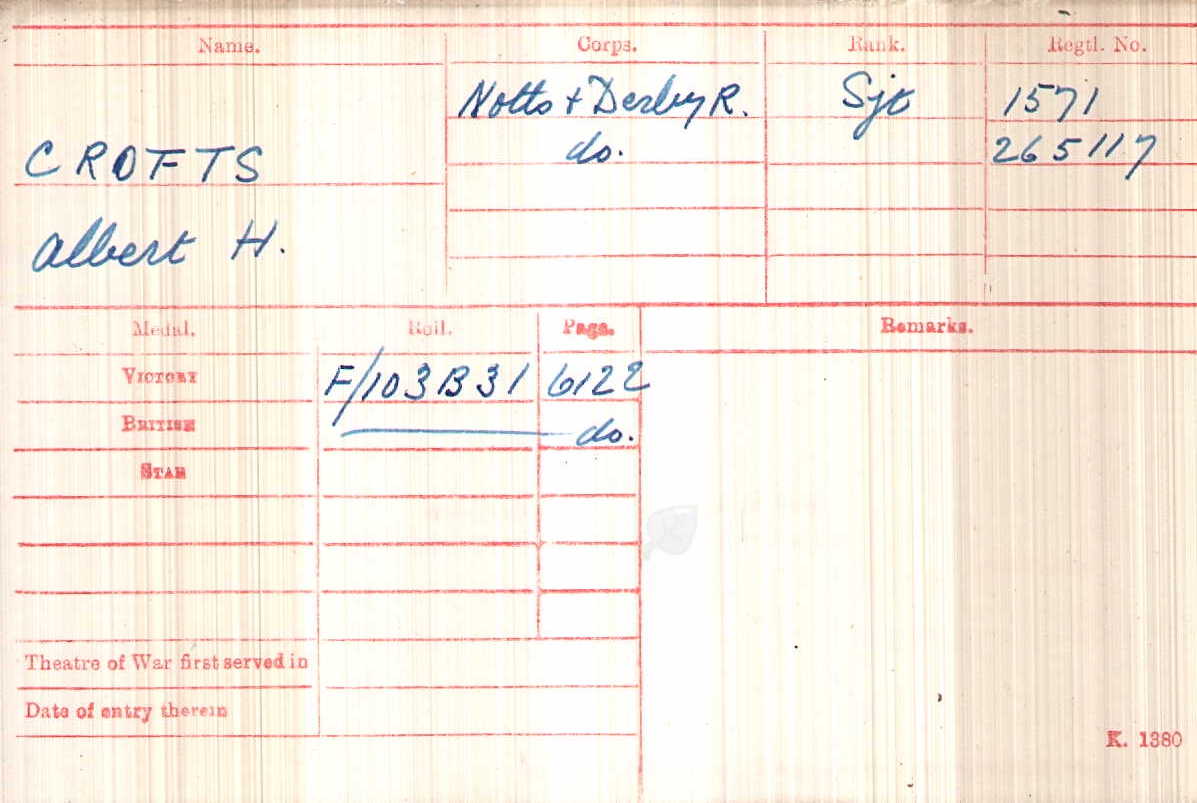 Name. Corps. Rank. Regtl. No.
Notts + Derby R. Sjt 1571
CROFTS do. 265117
Albert H.
Medal. Roll. Page. Remarks.
VICTORY F/103B31 6122
BRITISH do.
STAR
Theatre of War first served in
Date of entry therein
K. 1380